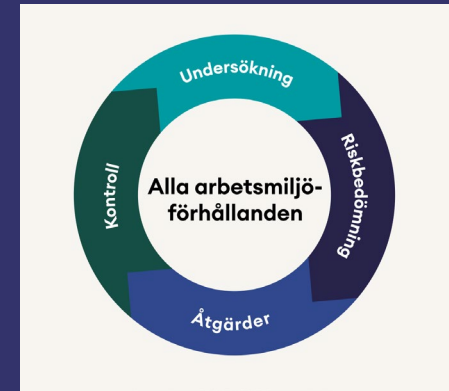 Undersökning
Riskbedömning
Åtgärder
Kontroll
Alla arbetsmiljö-
förhållanden